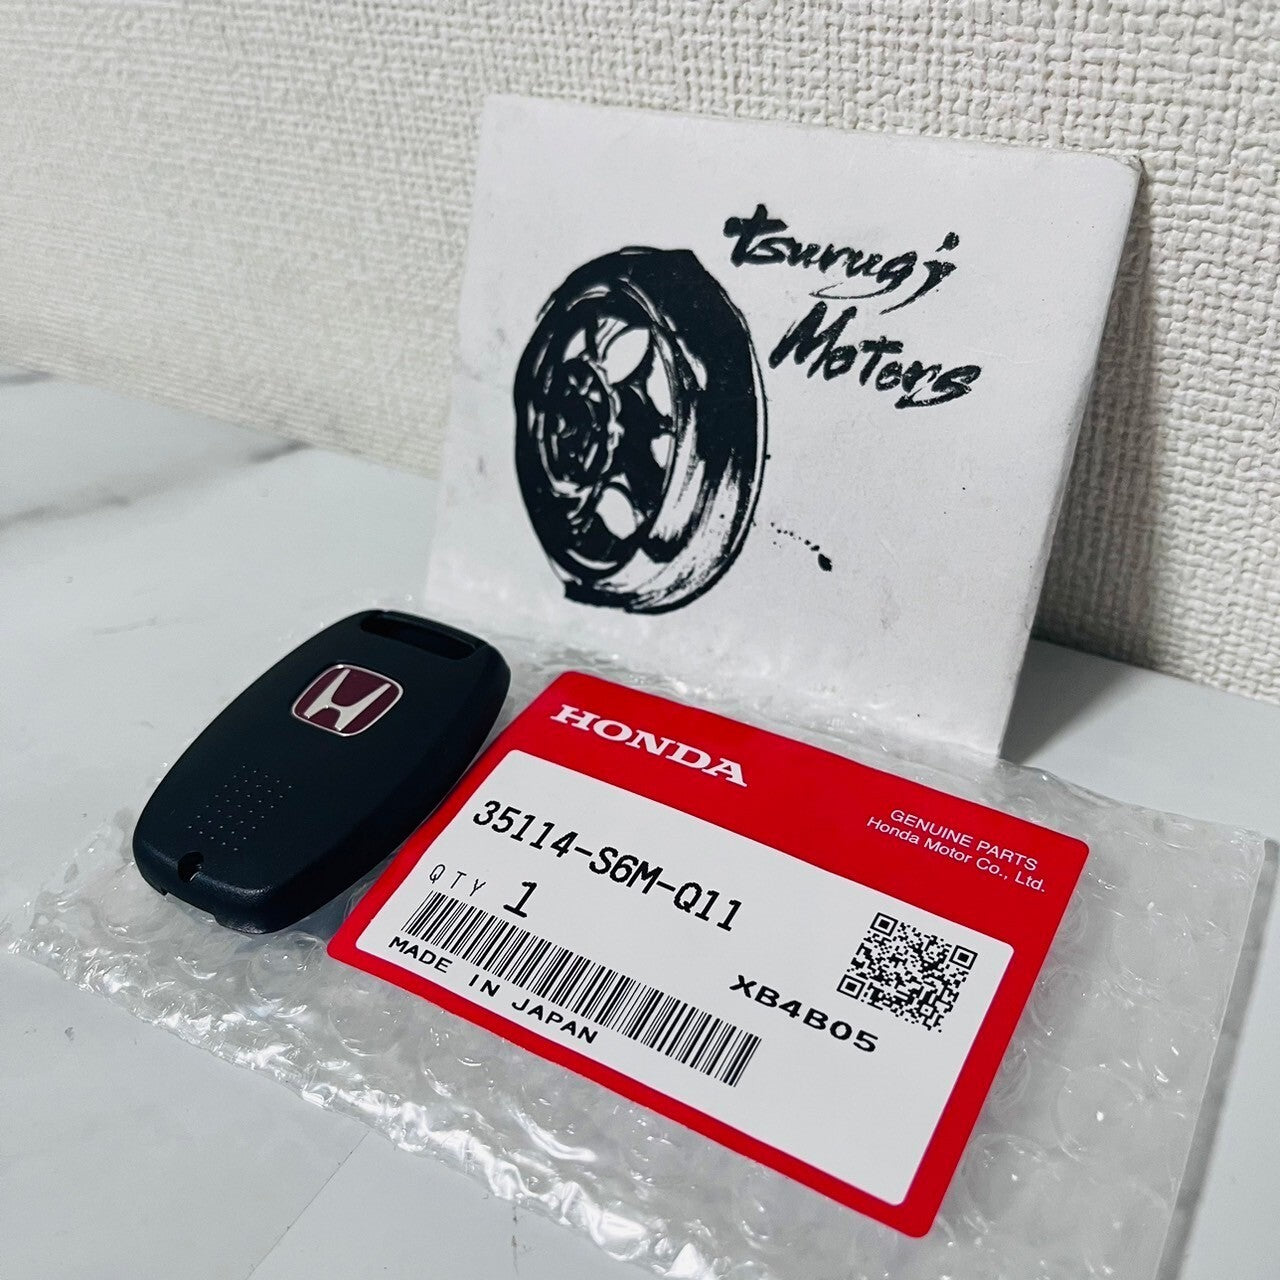 tsurugi
Motors
HONDA
GENUINE PARTS
Honda Motor Co., Ltd.
35114-S6M-Q11
QTY 1
XB4B05
MADE IN JAPAN